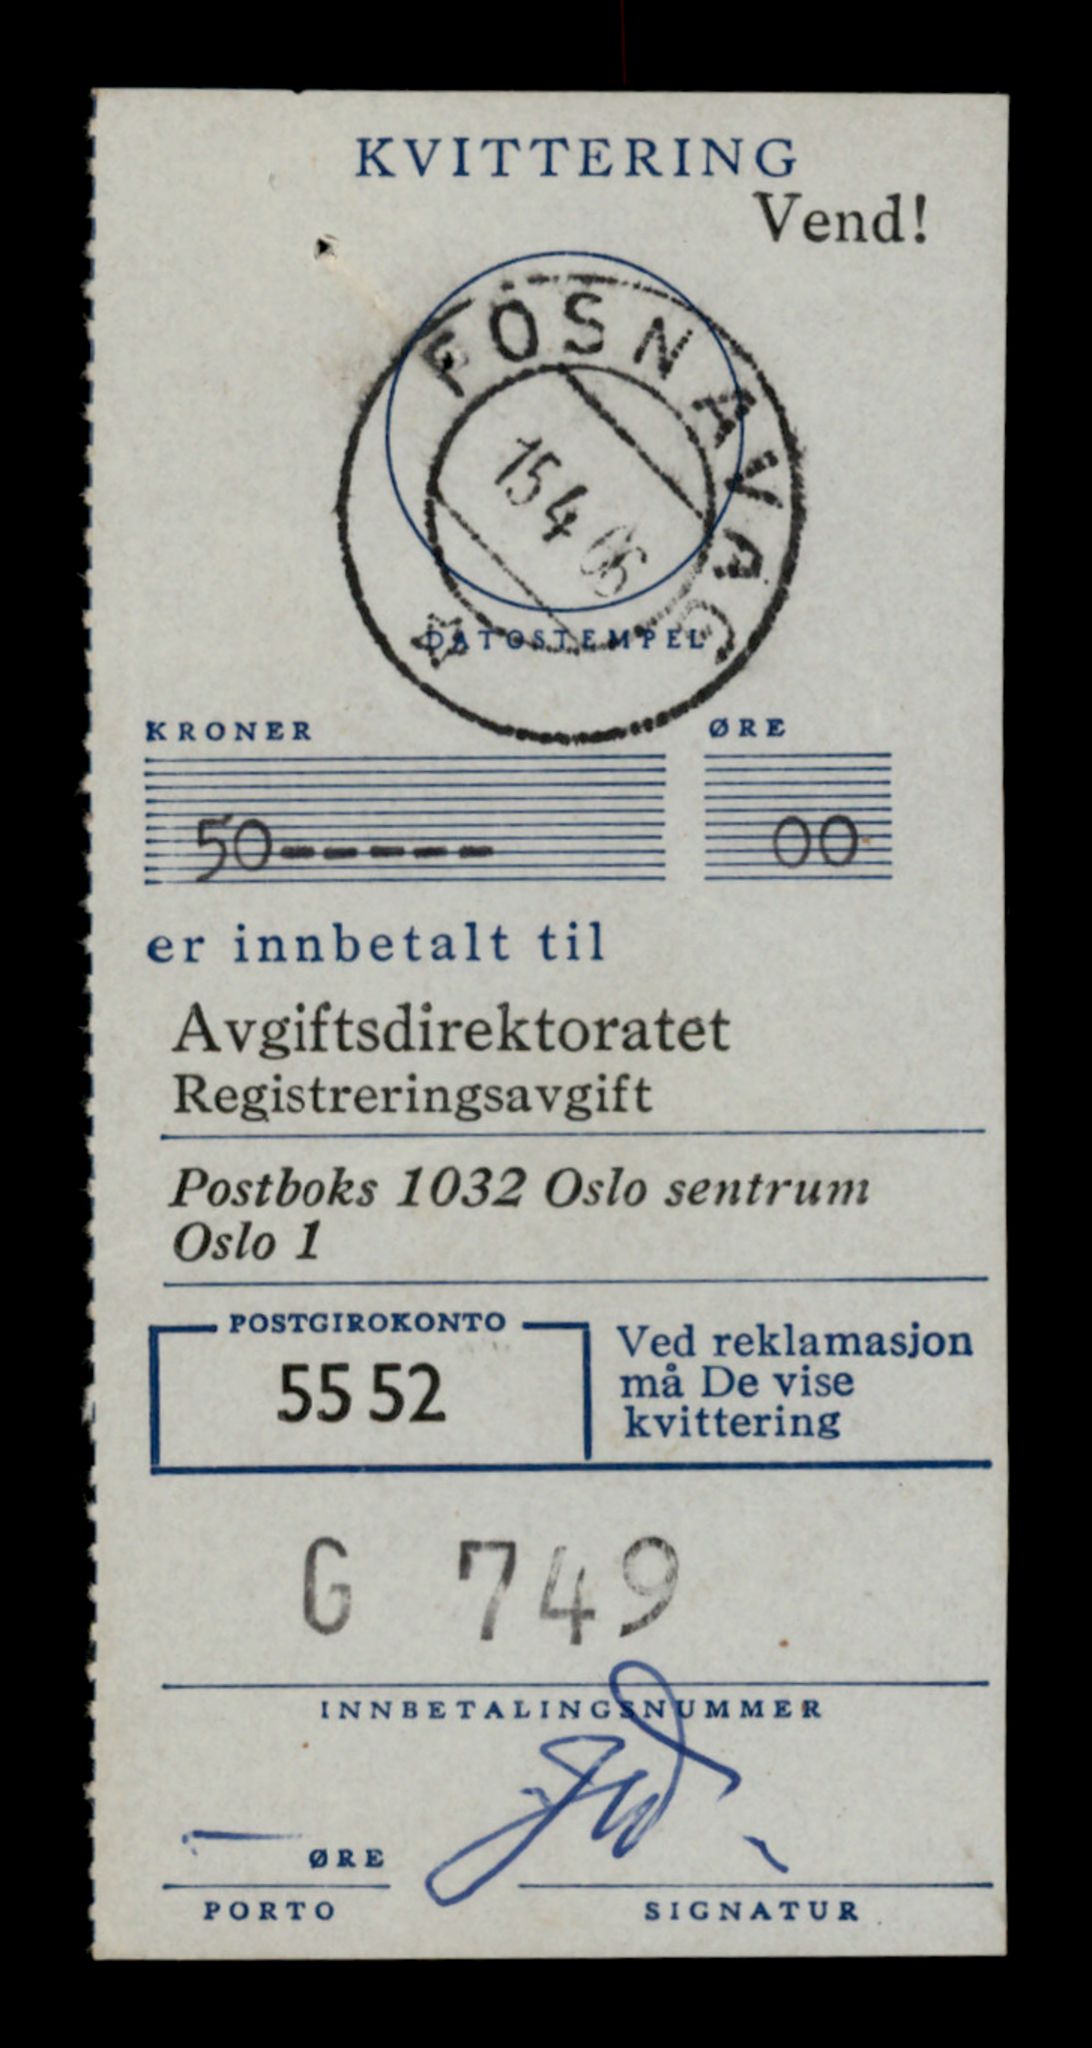 KVITTERING
Vend!
FOSNAVAG
15 4 66
DATOSTEMPEL
KRONER ØRE
50----- 00
er innbetalt til
Avgiftsdirektoratet
Registreringsavgift
Postboks 1032 Oslo sentrum
Oslo 1
POSTGIROKONTO
55 52
Ved reklamasjon
må De vise
kvittering
G 749
INNBETALINGSNUMMER
ØRE
PORTO
SIGNATUR